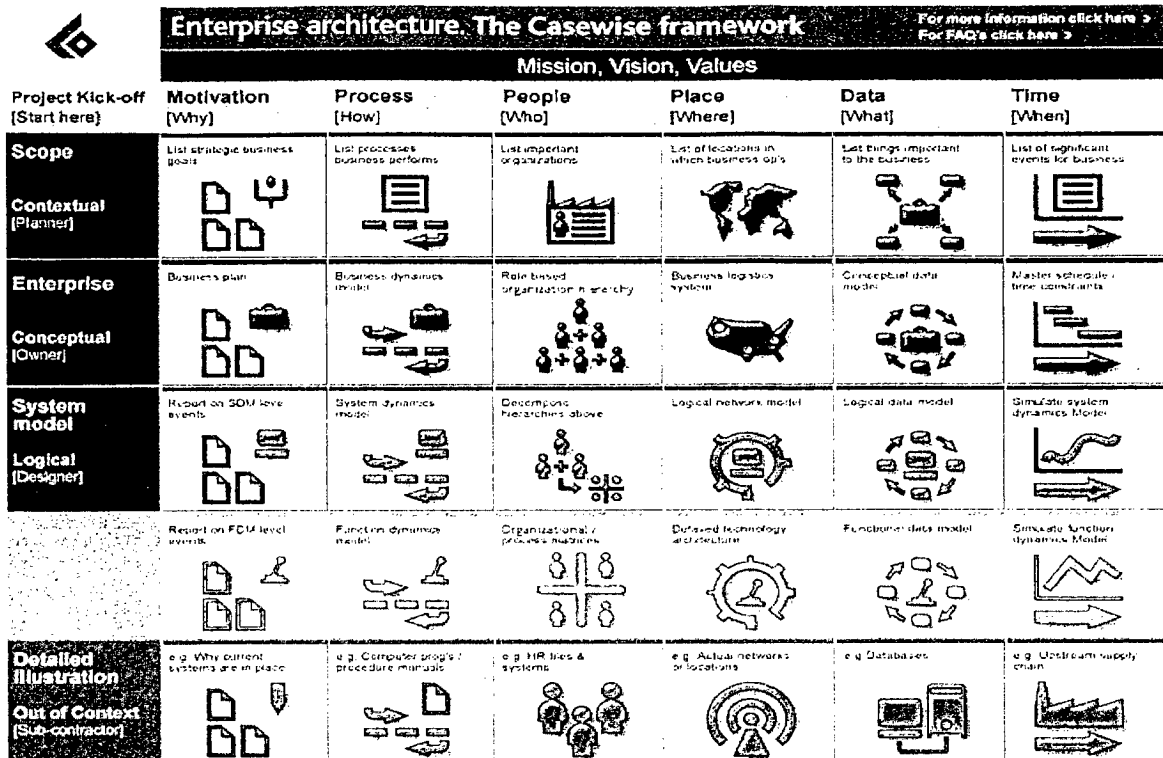 Enterprise architecture. The Casewise framework
For more information click here >
For FAQ's click here >
Mission, Vision, Values
Project Kick-off
[Start here]
Motivation
[Why]
Process
[How]
People
[Who]
Place
[Where]
Data
[What]
Time
[When]
Scope
Contextual
[Planner]
List strategic business
goals
List processes
business performs
List important
organizations
List of locations in
which business op's
List things important
to the business
List of significant
events for business
Enterprise
Conceptual
[Owner]
Business plan
Business dynamics
model
Role based
organization hierarchy
Business logistics
system
Conceptual data
model
Master schedule /
time constraints
System
model
Logical
[Designer]
Report on SDM level
events
System dynamics
model
Decompose
hierarchies above
Logical network model
Logical data model
Simulate system
dynamics Model
Report on FDM level
events
Function dynamics
model
Organizational /
process matrices
Detailed technology
architecture
Functional data model
Simulate function
dynamics Model
Detailed
Illustration
Out of Context
[Sub-contractor]
e.g. Why current
systems are in place
e.g. Computer prog's /
procedure manuals
e.g. HR files &
systems
e.g. Actual networks
or locations
e.g. Databases
e.g. Upstream supply
chain